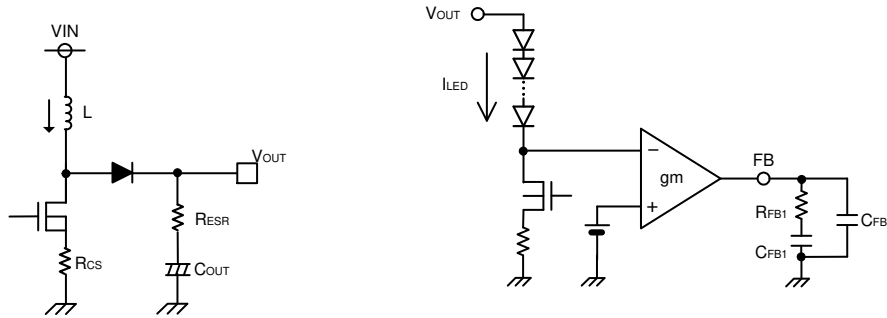 VIN
L
VOUT
RESR
RCS
COUT
VOUT
ILED
−
gm
+
FB
RFB1
CFB1
CFB